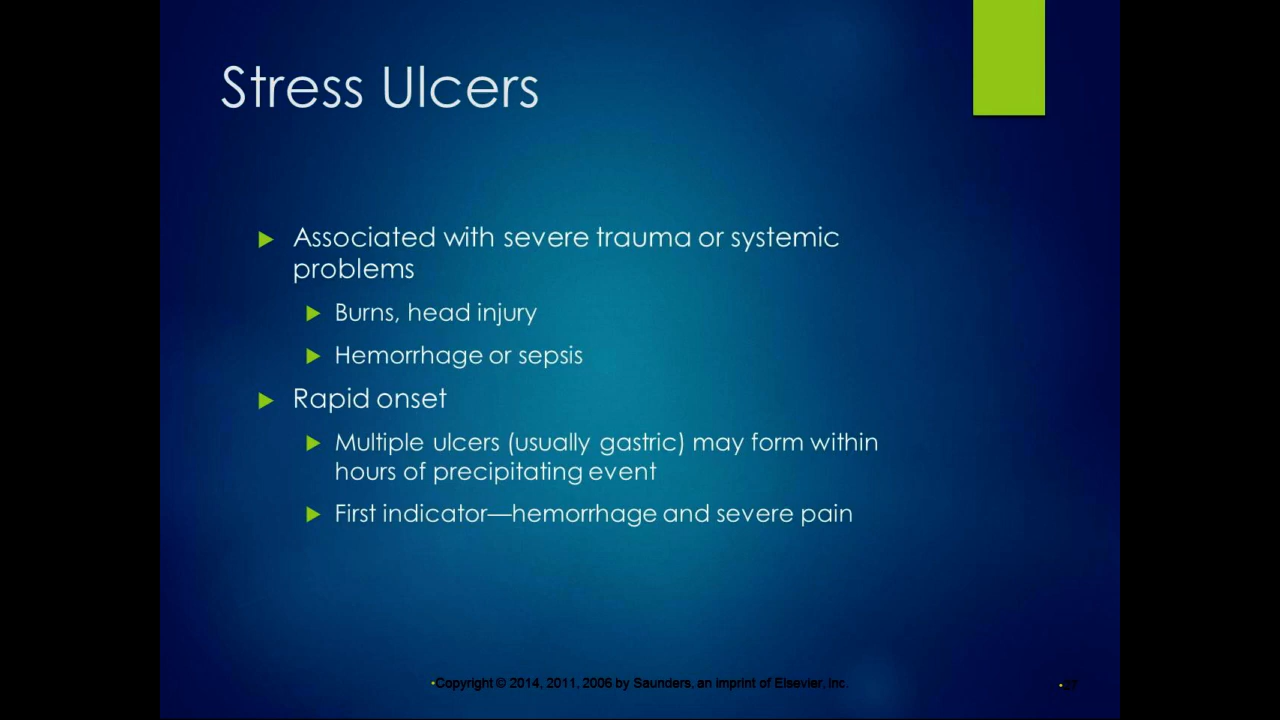 Stress Ulcers
Associated with severe trauma or systemic
problems
Burns, head injury
Hemorrhage or sepsis
Rapid onset
Multiple ulcers (usually gastric) may form within
hours of precipitating event
First indicator—hemorrhage and severe pain
•Copyright © 2014, 2011, 2006 by Saunders, an imprint of Elsevier, Inc.